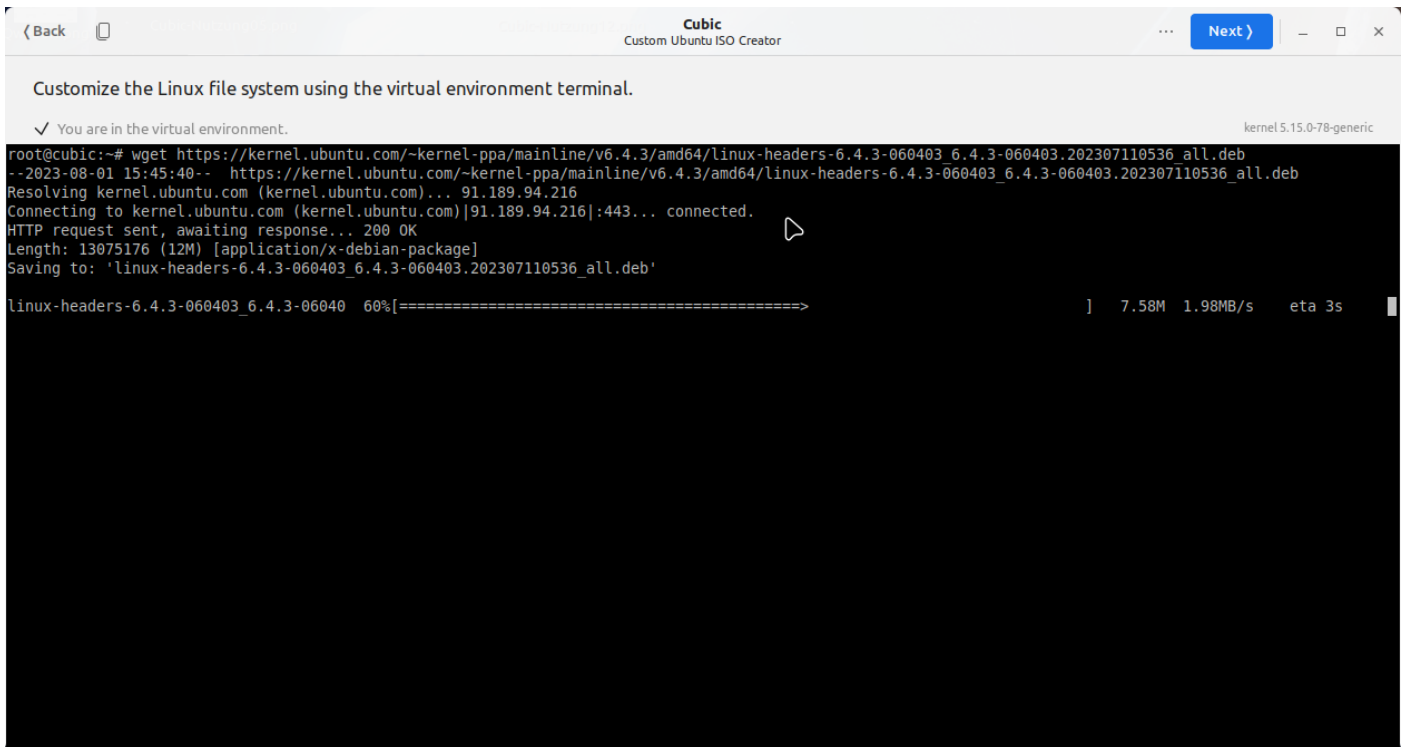 Back
Cubic
Custom Ubuntu ISO Creator
...
Next
Customize the Linux file system using the virtual environment terminal.
✓ You are in the virtual environment.
kernel 5.15.0-78-generic
root@cubic:~# wget https://kernel.ubuntu.com/~kernel-ppa/mainline/v6.4.3/amd64/linux-headers-6.4.3-060403_6.4.3-060403.202307110536_all.deb
--2023-08-01 15:45:40--  https://kernel.ubuntu.com/~kernel-ppa/mainline/v6.4.3/amd64/linux-headers-6.4.3-060403_6.4.3-060403.202307110536_all.deb
Resolving kernel.ubuntu.com (kernel.ubuntu.com)... 91.189.94.216
Connecting to kernel.ubuntu.com (kernel.ubuntu.com)|91.189.94.216|:443... connected.
HTTP request sent, awaiting response... 200 OK
Length: 13075176 (12M) [application/x-debian-package]
Saving to: 'linux-headers-6.4.3-060403_6.4.3-060403.202307110536_all.deb'
linux-headers-6.4.3-060403_6.4.3-06040  60%[=============================================>                               ]   7.58M  1.98MB/s    eta 3s